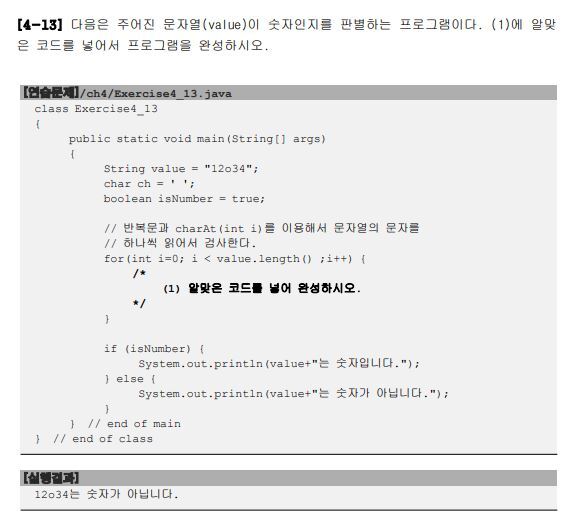 [4-13] 다음은 주어진 문자열(value)이 숫자인지를 판별하는 프로그램이다. (1)에 알맞
은 코드를 넣어서 프로그램을 완성하시오.
[연습문제]/ch4/Exercise4_13.java
class Exercise4_13
{
public static void main(String[] args)
{
String value = "12o34";
char ch = ' ';
boolean isNumber = true;
// 반복문과 charAt(int i)를 이용해서 문자열의 문자를
// 하나씩 읽어서 검사한다.
for(int i=0; i < value.length() ;i++) {
/*
(1) 알맞은 코드를 넣어 완성하시오.
*/
}
if (isNumber) {
System.out.println(value+"는 숫자입니다.");
} else {
System.out.println(value+"는 숫자가 아닙니다.");
}
} // end of main
} // end of class
[실행결과]
12o34는 숫자가 아닙니다.